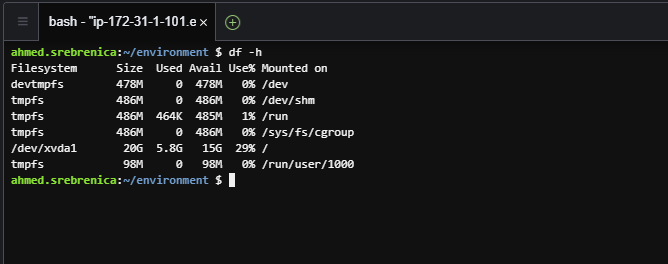 bash - "ip-172-31-1-101.e
ahmed.srebrenica:~/environment $ df -h
Filesystem      Size  Used Avail Use% Mounted on
devtmpfs        478M     0  478M   0% /dev
tmpfs           486M     0  486M   0% /dev/shm
tmpfs           486M  464K  485M   1% /run
tmpfs           486M     0  486M   0% /sys/fs/cgroup
/dev/xvda1       20G  5.8G   15G  29% /
tmpfs            98M     0   98M   0% /run/user/1000
ahmed.srebrenica:~/environment $